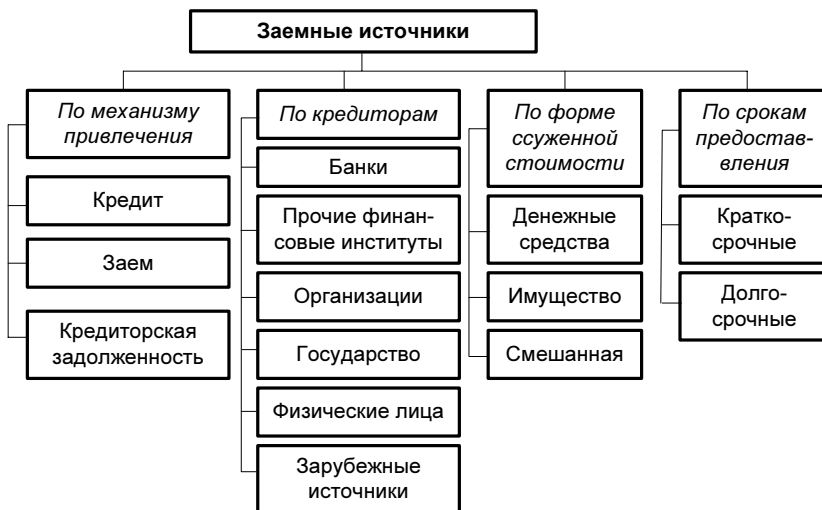 Заемные источники
По механизму
привлечения
Кредит
Заем
Кредиторская
задолженность
По кредиторам
Банки
Прочие финан-
совые институты
Организации
Государство
Физические лица
Зарубежные
источники
По форме
ссуженной
стоимости
Денежные
средства
Имущество
Смешанная
По срокам
предостав-
вления
Кратко-
срочные
Долго-
срочные